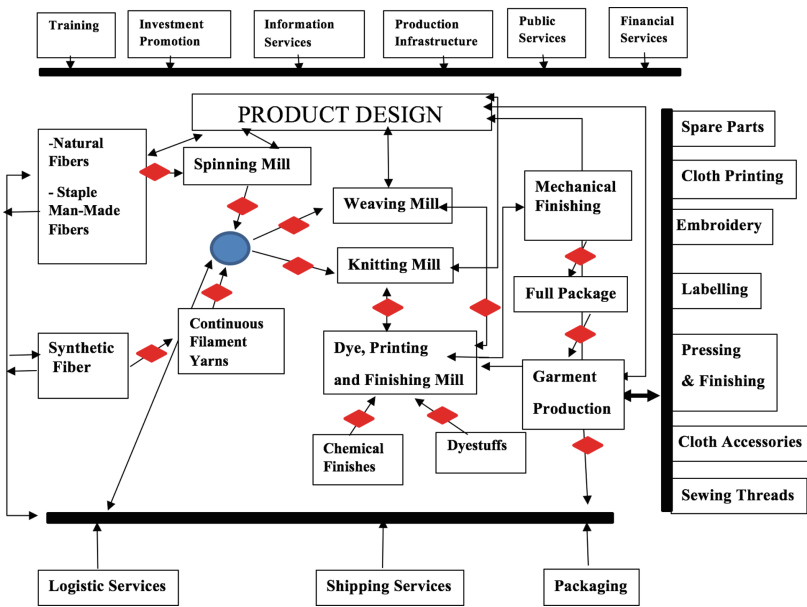 Training
Investment
Promotion
Information
Services
Production
Infrastructure
Public
Services
Financial
Services
PRODUCT DESIGN
-Natural
Fibers
- Staple
Man-Made
Fibers
Spinning Mill
Weaving Mill
Knitting Mill
Mechanical
Finishing
Full Package
Synthetic
Fiber
Continuous
Filament
Yarns
Dye, Printing
and Finishing Mill
Garment
Production
Chemical
Finishes
Dyestuffs
Spare Parts
Cloth Printing
Embroidery
Labelling
Pressing
& Finishing
Cloth Accessories
Sewing Threads
Logistic Services
Shipping Services
Packaging